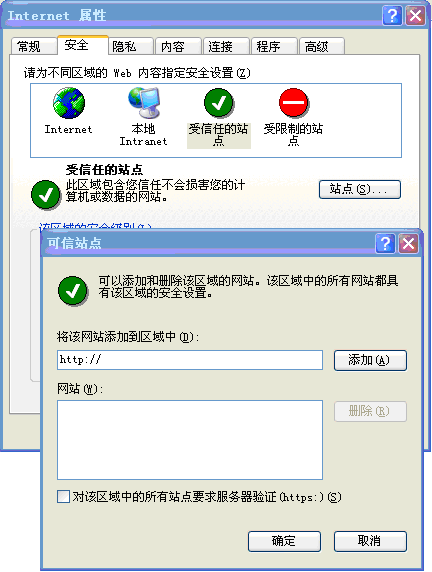 Internet 属性
常规 安全 隐私 内容 连接 程序 高级
请为不同区域的 Web 内容指定安全设置(Z)
Internet 本地 Intranet 受信任的站点 受限制的站点
受信任的站点
此区域包含您信任不会损害您的计
算机或数据的网站。
站点(S)...
该区域的安全级别(L)
可信站点
可以添加和删除该区域的网站。该区域中的所有网站都具
有该区域的安全设置。
将该网站添加到区域中(D):
http://
添加(A)
网站(W):
删除(R)
对该区域中的所有站点要求服务器验证(https:)(S)
确定 取消